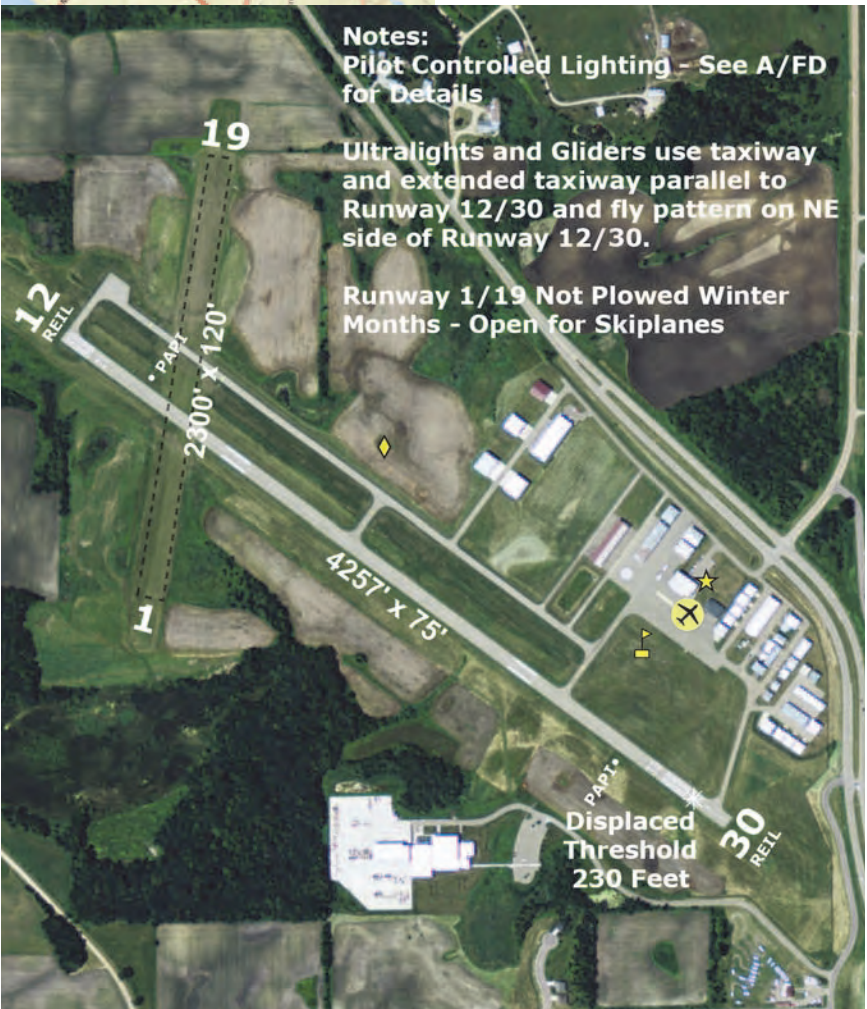 Notes:
Pilot Controlled Lighting - See A/FD
for Details
Ultralights and Gliders use taxiway
and extended taxiway parallel to
Runway 12/30 and fly pattern on NE
side of Runway 12/30.
Runway 1/19 Not Plowed Winter
Months - Open for Skiplanes
19
12
REIL
PAPI
2300' x 120'
4257' x 75'
1
PAPI
Displaced
Threshold
230 Feet
30
REIL